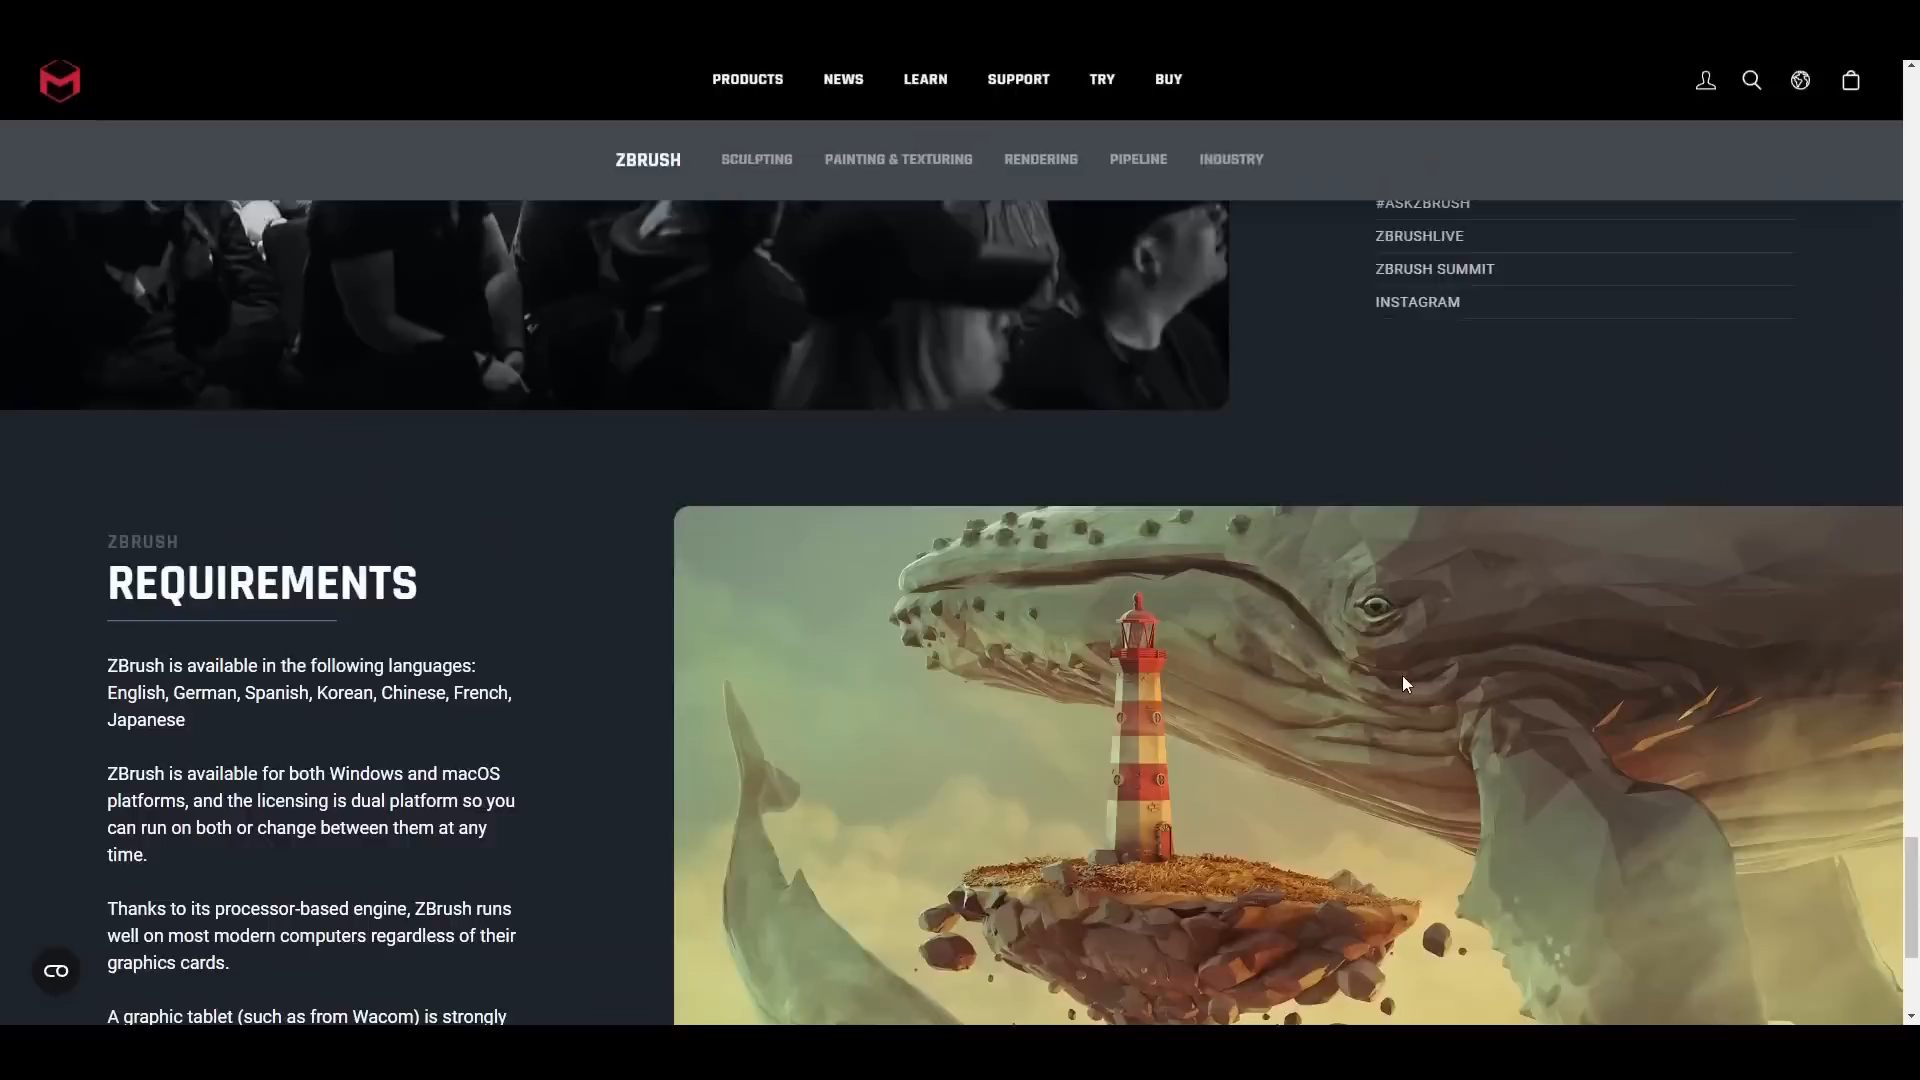 PRODUCTS NEWS LEARN SUPPORT TRY BUY
ZBRUSH SCULPTING PAINTING & TEXTURING RENDERING PIPELINE INDUSTRY
#ASKZBRUSH
ZBRUSHLIVE
ZBRUSH SUMMIT
INSTAGRAM
ZBRUSH
REQUIREMENTS
ZBrush is available in the following languages:
English, German, Spanish, Korean, Chinese, French,
Japanese
ZBrush is available for both Windows and macOS
platforms, and the licensing is dual platform so you
can run on both or change between them at any
time.
Thanks to its processor-based engine, ZBrush runs
well on most modern computers regardless of their
graphics cards.
A graphic tablet (such as from Wacom) is strongly